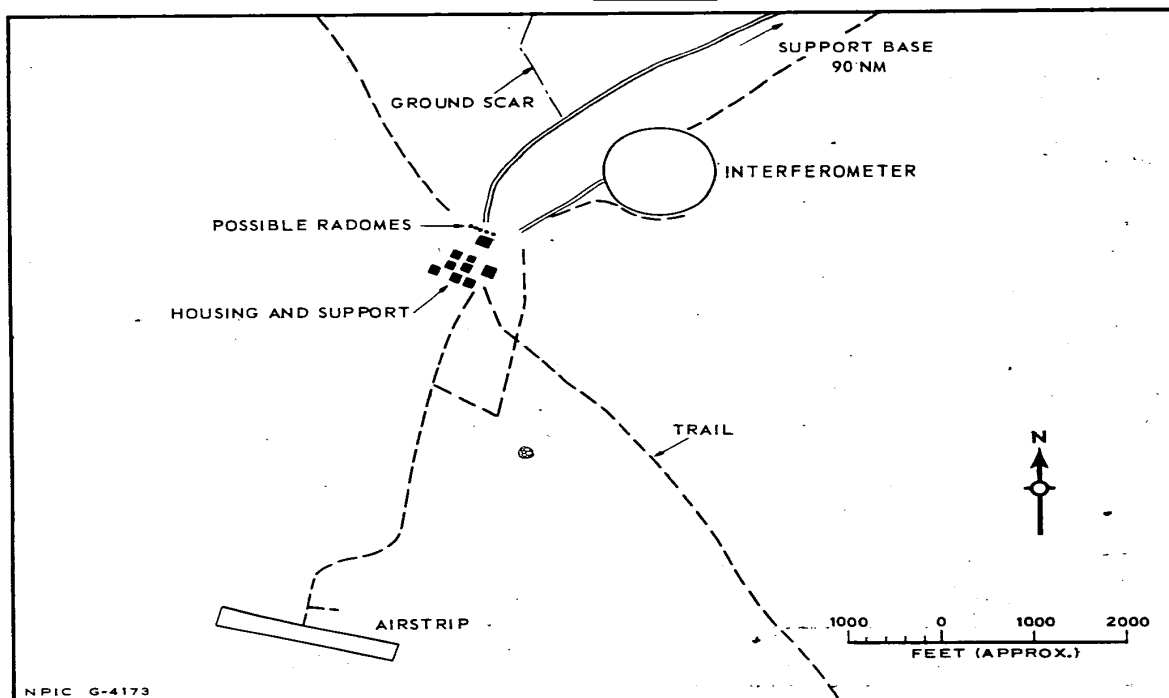 SUPPORT BASE
90 NM
GROUND SCAR
INTERFEROMETER
POSSIBLE RADOMES
HOUSING AND SUPPORT
TRAIL
N
AIRSTRIP
1000 0 1000 2000
FEET (APPROX.)
NPIC G-4173